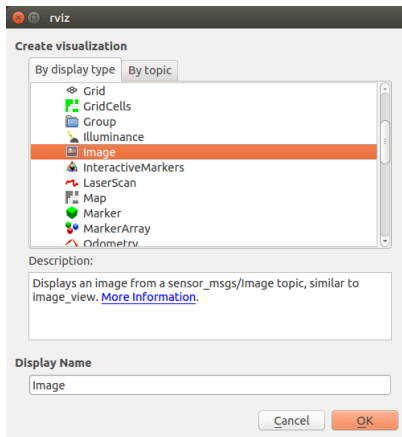 rviz
Create visualization
By display type By topic
Grid
GridCells
Group
Illuminance
Image
InteractiveMarkers
LaserScan
Map
Marker
MarkerArray
Odometry
Description:
Displays an image from a sensor_msgs/Image topic, similar to
image_view. More Information.
Display Name
Image
Cancel OK